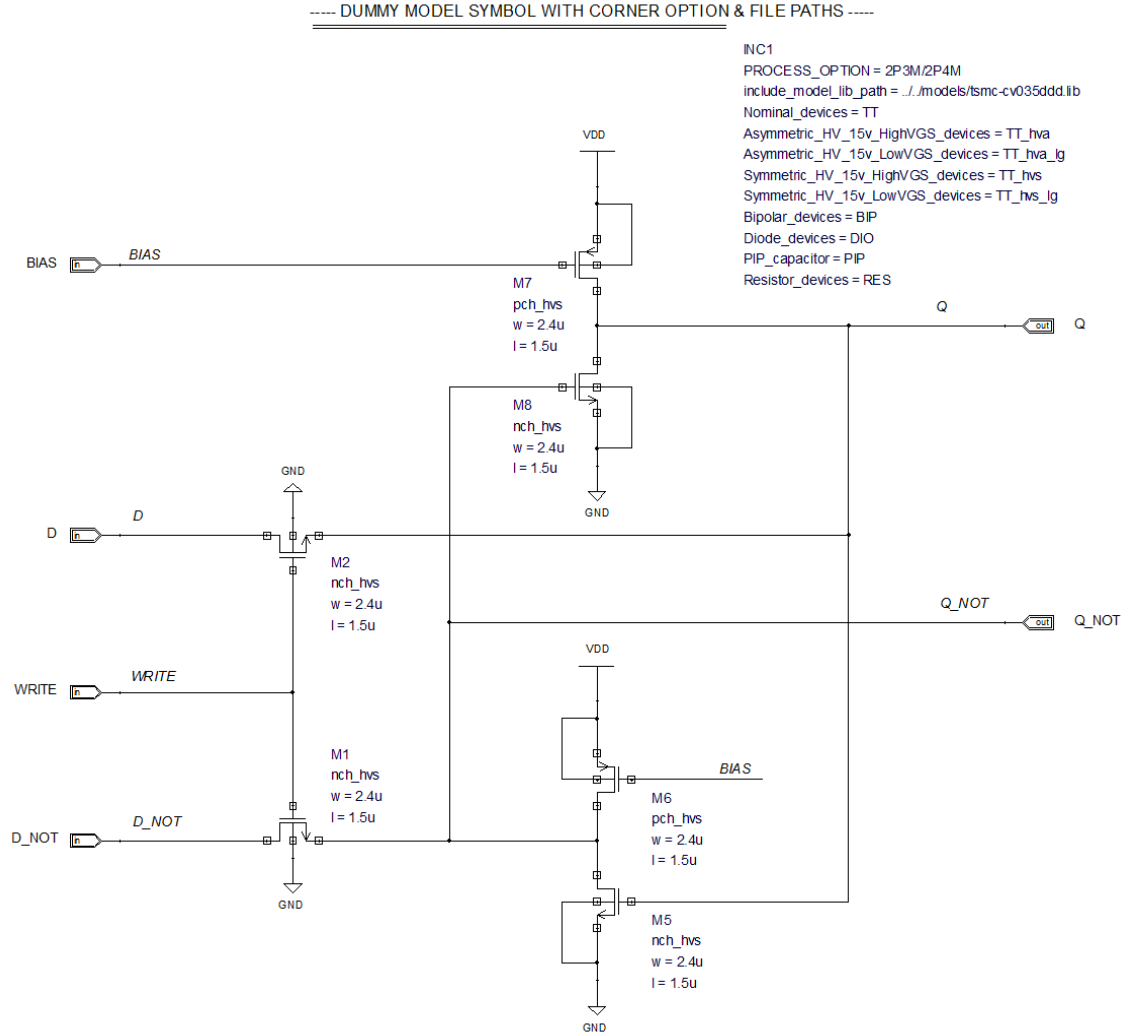 ----- DUMMY MODEL SYMBOL WITH CORNER OPTION & FILE PATHS -----
INC1
PROCESS_OPTION = 2P3M/2P4M
include_model_lib_path = ../../models/tsmc-cv035ddd.lib
Nominal_devices = TT
Asymmetric_HV_15v_HighVGS_devices = TT_hva
Asymmetric_HV_15v_LowVGS_devices = TT_hva_lg
Symmetric_HV_15v_HighVGS_devices = TT_hvs
Symmetric_HV_15v_LowVGS_devices = TT_hvs_lg
Bipolar_devices = BIP
Diode_devices = DIO
PIP_capacitor = PIP
Resistor_devices = RES
VDD
BIAS in BIAS
M7
pch_hvs
w = 2.4u
l = 1.5u
Q out Q
M8
nch_hvs
w = 2.4u
l = 1.5u
GND
GND
D in D
M2
nch_hvs
w = 2.4u
l = 1.5u
Q_NOT out Q_NOT
VDD
WRITE in WRITE
M1
nch_hvs
w = 2.4u
l = 1.5u
BIAS
M6
pch_hvs
w = 2.4u
l = 1.5u
D_NOT in D_NOT
GND
M5
nch_hvs
w = 2.4u
l = 1.5u
GND